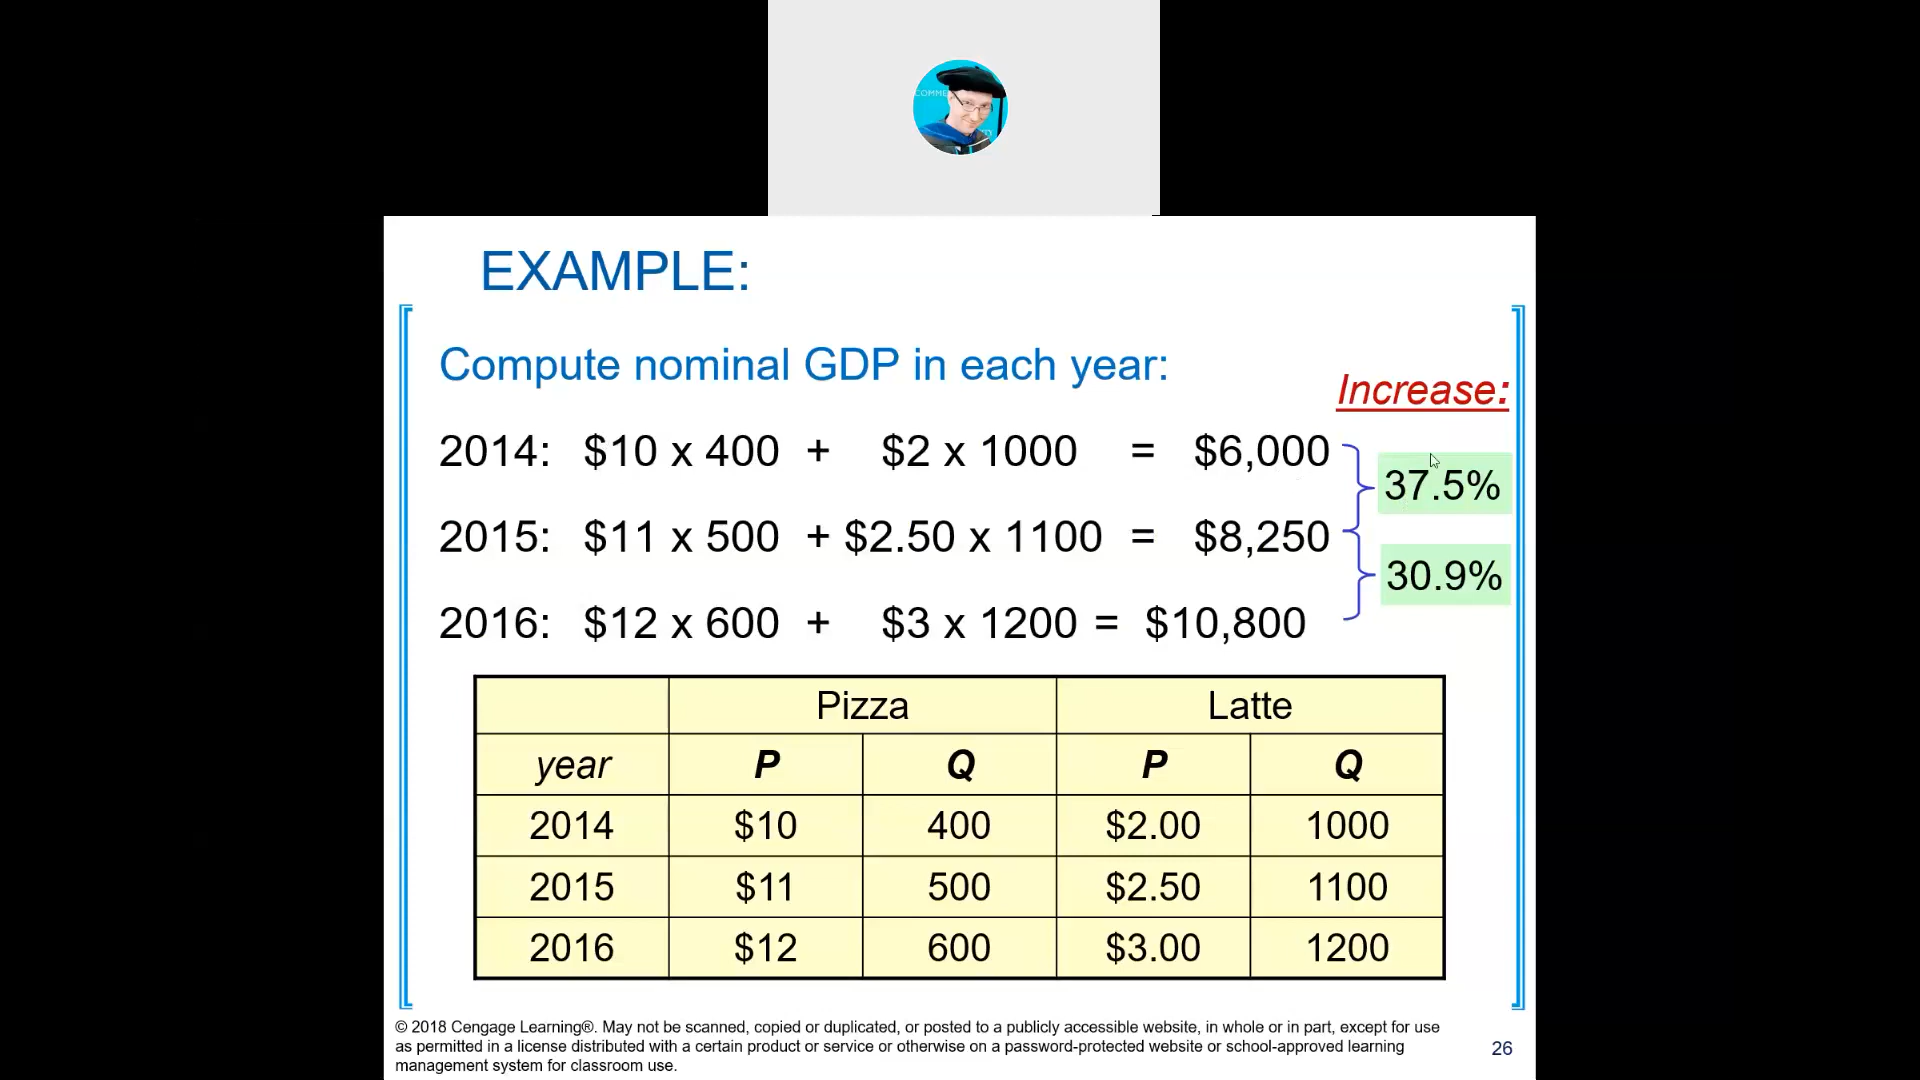 COMME
EXAMPLE:
Compute nominal GDP in each year:
Increase:
2014: $10 x 400 + $2 x 1000 = $6,000
37.5%
2015: $11 x 500 + $2.50 x 1100 = $8,250
30.9%
2016: $12 x 600 + $3 x 1200 = $10,800
Pizza Latte
year P Q P Q
2014 $10 400 $2.00 1000
2015 $11 500 $2.50 1100
2016 $12 600 $3.00 1200
© 2018 Cengage Learning®. May not be scanned, copied or duplicated, or posted to a publicly accessible website, in whole or in part, except for use
as permitted in a license distributed with a certain product or service or otherwise on a password-protected website or school-approved learning
management system for classroom use.
26